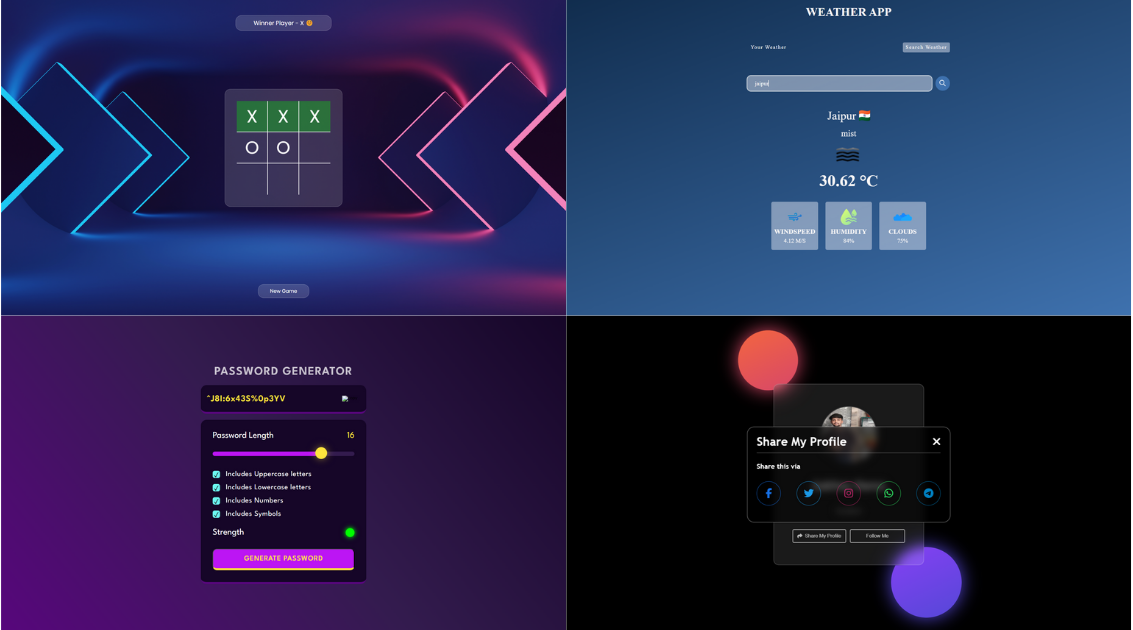 Winner Player - X
X X X
O O
New Game
WEATHER APP
Your Weather
Search Weather
jaipur
Jaipur
mist
30.62 °C
WINDSPEED HUMIDITY CLOUDS
4.12 M/S 84% 75%
PASSWORD GENERATOR
^J8I:6x43S%0p3YV
Password Length 16
Includes Uppercase letters
Includes Lowercase letters
Includes Numbers
Includes Symbols
Strength
GENERATE PASSWORD
Share My Profile
Share this via
Share My Profile Follow Me